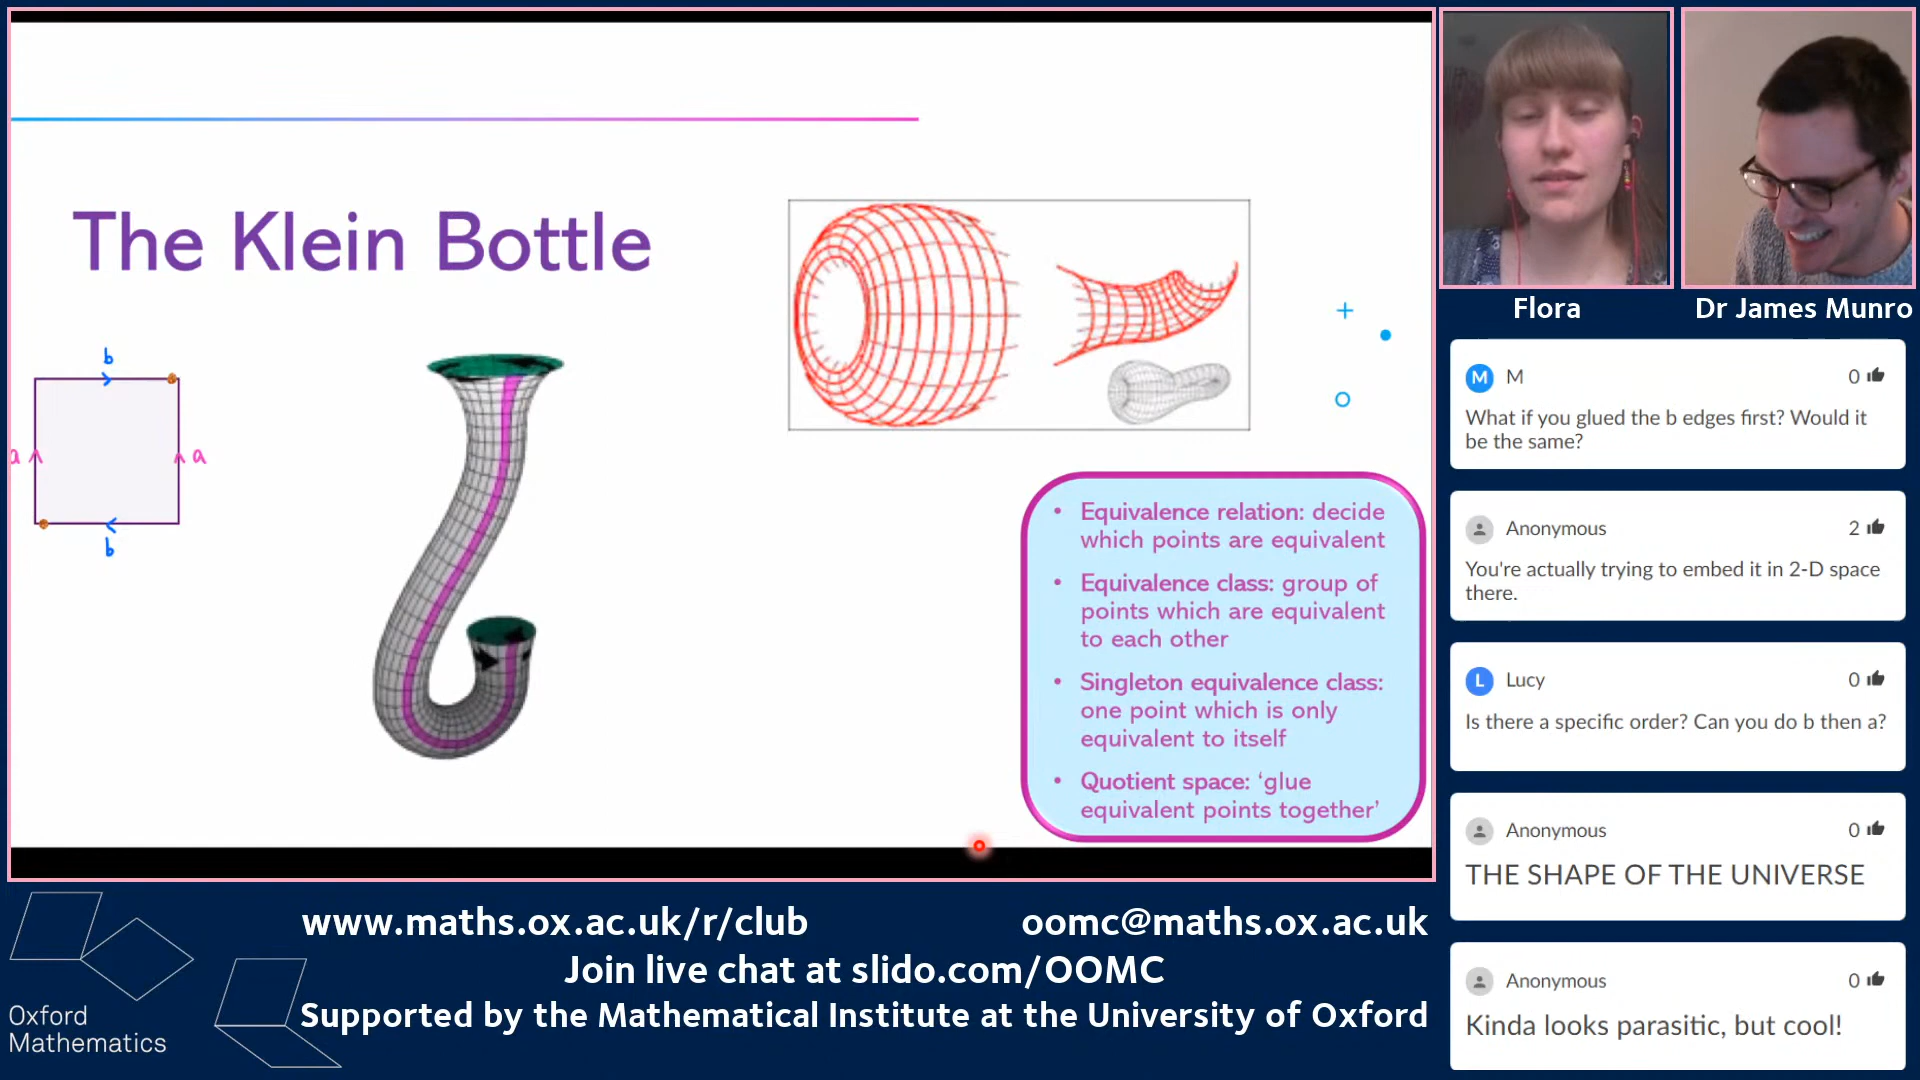 The Klein Bottle
b
a
a
b
• Equivalence relation: decide
which points are equivalent
• Equivalence class: group of
points which are equivalent
to each other
• Singleton equivalence class:
one point which is only
equivalent to itself
• Quotient space: ‘glue
equivalent points together’
Flora
Dr James Munro
M M 0
What if you glued the b edges first? Would it
be the same?
Anonymous 2
You're actually trying to embed it in 2-D space
there.
L Lucy 0
Is there a specific order? Can you do b then a?
Anonymous 0
THE SHAPE OF THE UNIVERSE
Anonymous 0
Kinda looks parasitic, but cool!
www.maths.ox.ac.uk/r/club
oomc@maths.ox.ac.uk
Join live chat at slido.com/OOMC
Supported by the Mathematical Institute at the University of Oxford
Oxford
Mathematics